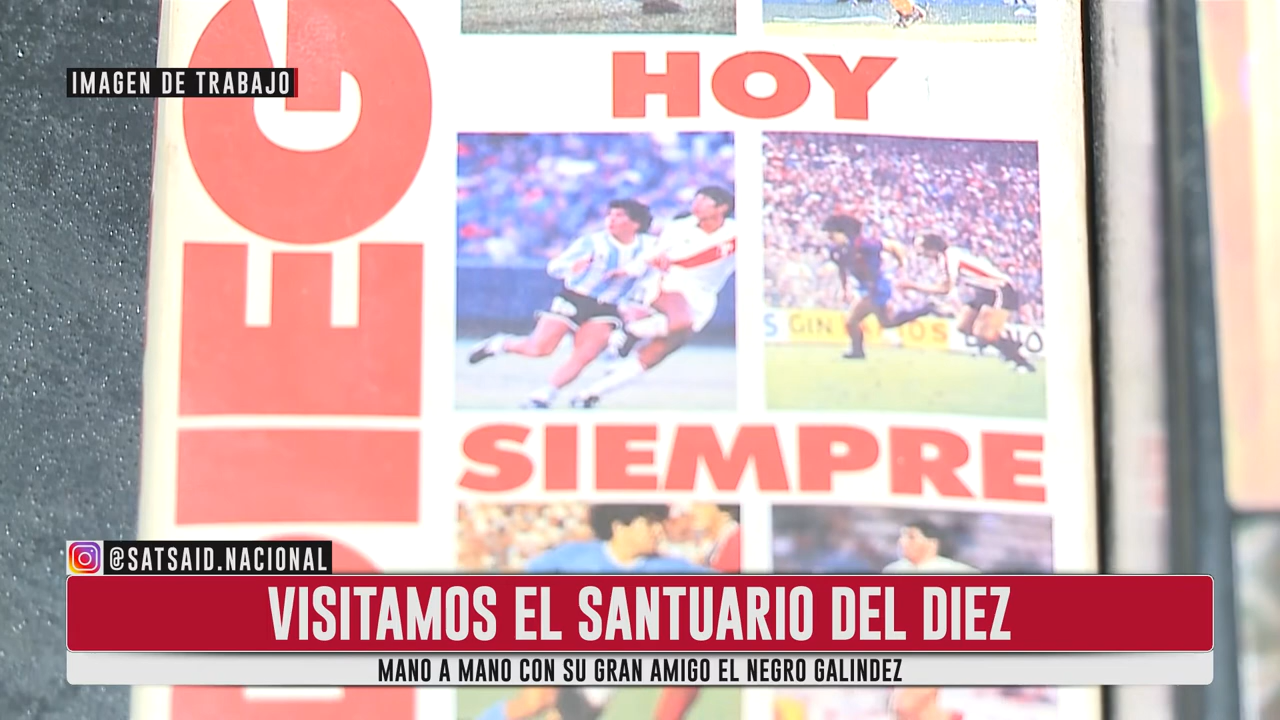 IMAGEN DE TRABAJO
HOY
DIEG
SIEMPRE
@SATSAID.NACIONAL
VISITAMOS EL SANTUARIO DEL DIEZ
MANO A MANO CON SU GRAN AMIGO EL NEGRO GALINDEZ